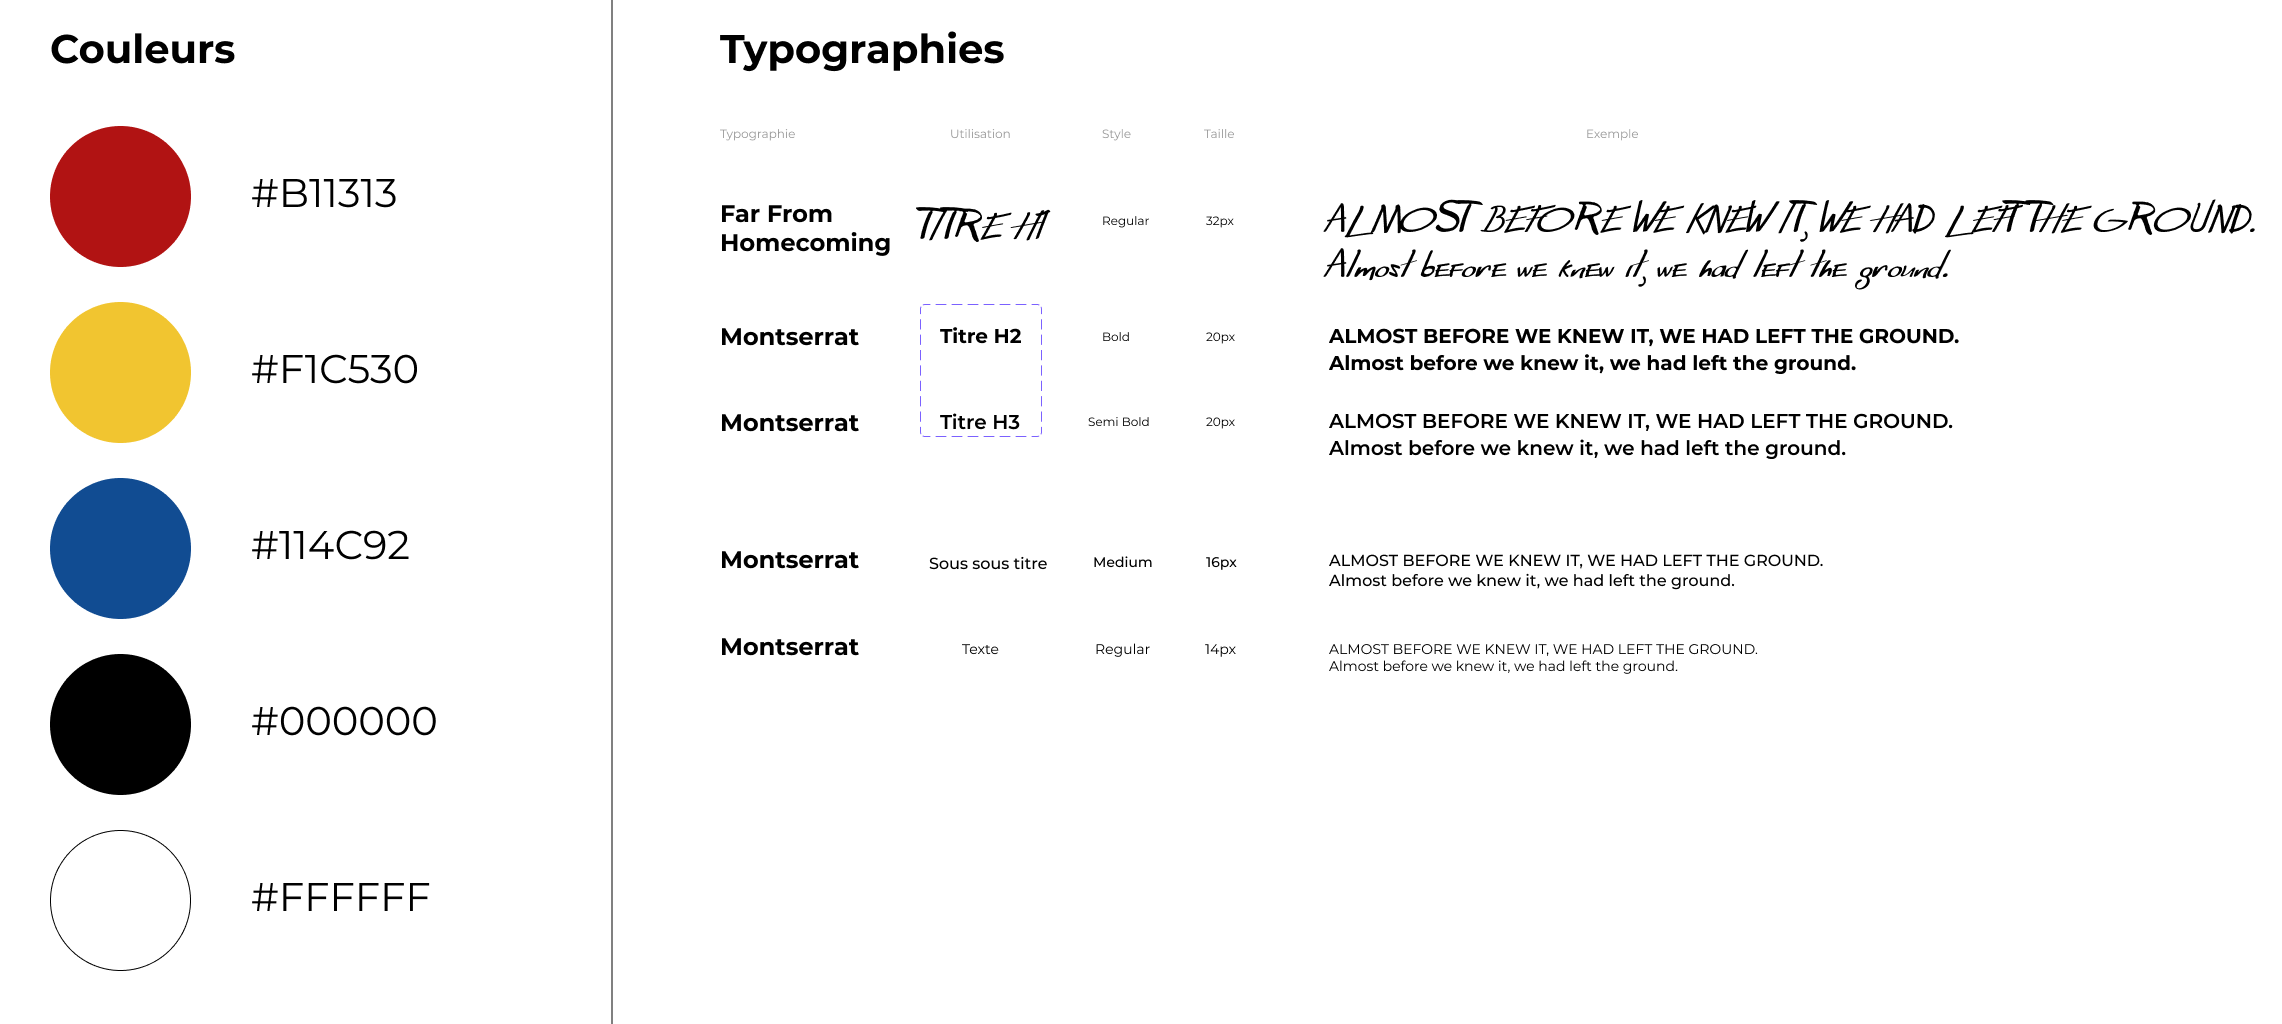 Couleurs
#B11313
#F1C530
#114C92
#000000
#FFFFFF
Typographies
Typographie Utilisation Style Taille Exemple
Far From
Homecoming
TITRE H1
Regular
32px
ALMOST BEFORE WE KNEW IT, WE HAD LEFT THE GROUND.
Almost before we knew it, we had left the ground.
Montserrat
Titre H2
Bold
20px
ALMOST BEFORE WE KNEW IT, WE HAD LEFT THE GROUND.
Almost before we knew it, we had left the ground.
Montserrat
Titre H3
Semi Bold
20px
ALMOST BEFORE WE KNEW IT, WE HAD LEFT THE GROUND.
Almost before we knew it, we had left the ground.
Montserrat
Sous sous titre
Medium
16px
ALMOST BEFORE WE KNEW IT, WE HAD LEFT THE GROUND.
Almost before we knew it, we had left the ground.
Montserrat
Texte
Regular
14px
ALMOST BEFORE WE KNEW IT, WE HAD LEFT THE GROUND.
Almost before we knew it, we had left the ground.